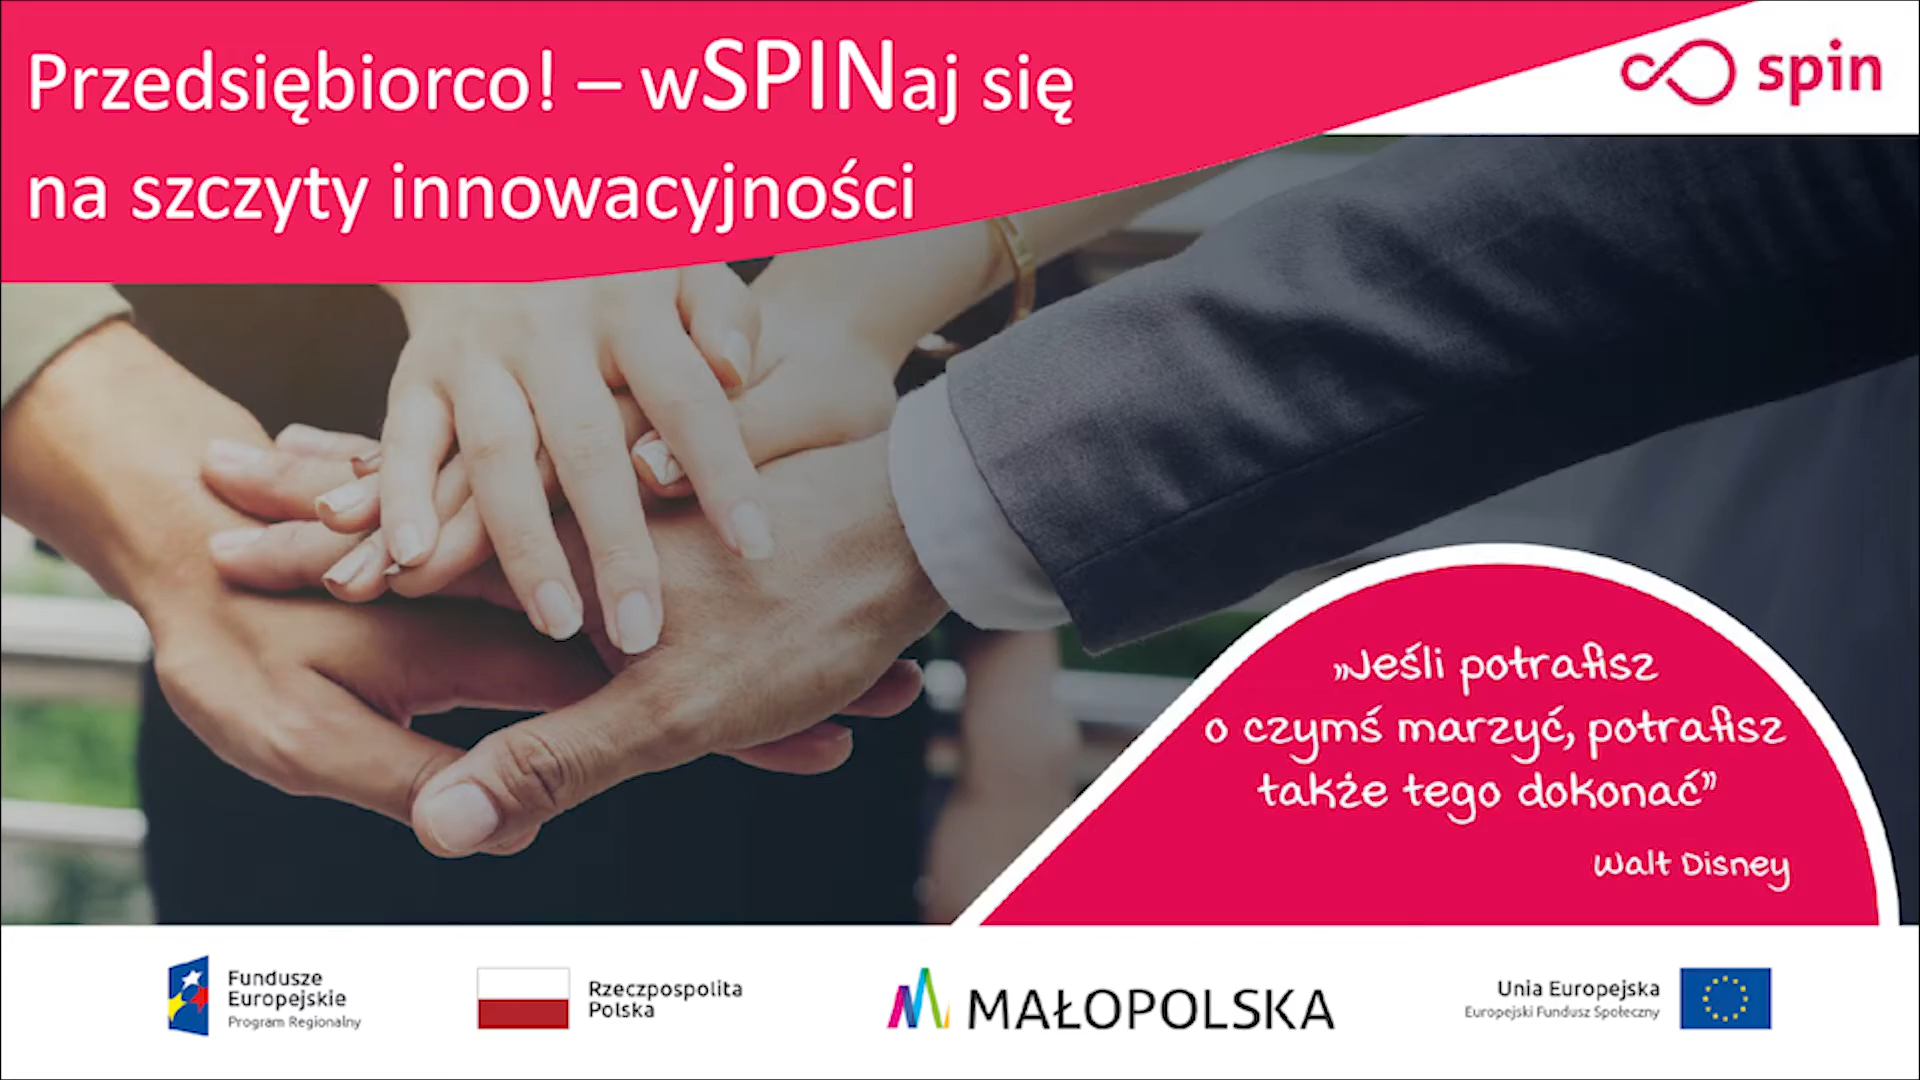 Przedsiębiorco! – wSPINaj się
na szczyty innowacyjności
spin
„Jeśli potrafisz
o czymś marzyć, potrafisz
także tego dokonać”
Walt Disney
Fundusze
Europejskie
Program Regionalny
Rzeczpospolita
Polska
MAŁOPOLSKA
Unia Europejska
Europejski Fundusz Społeczny